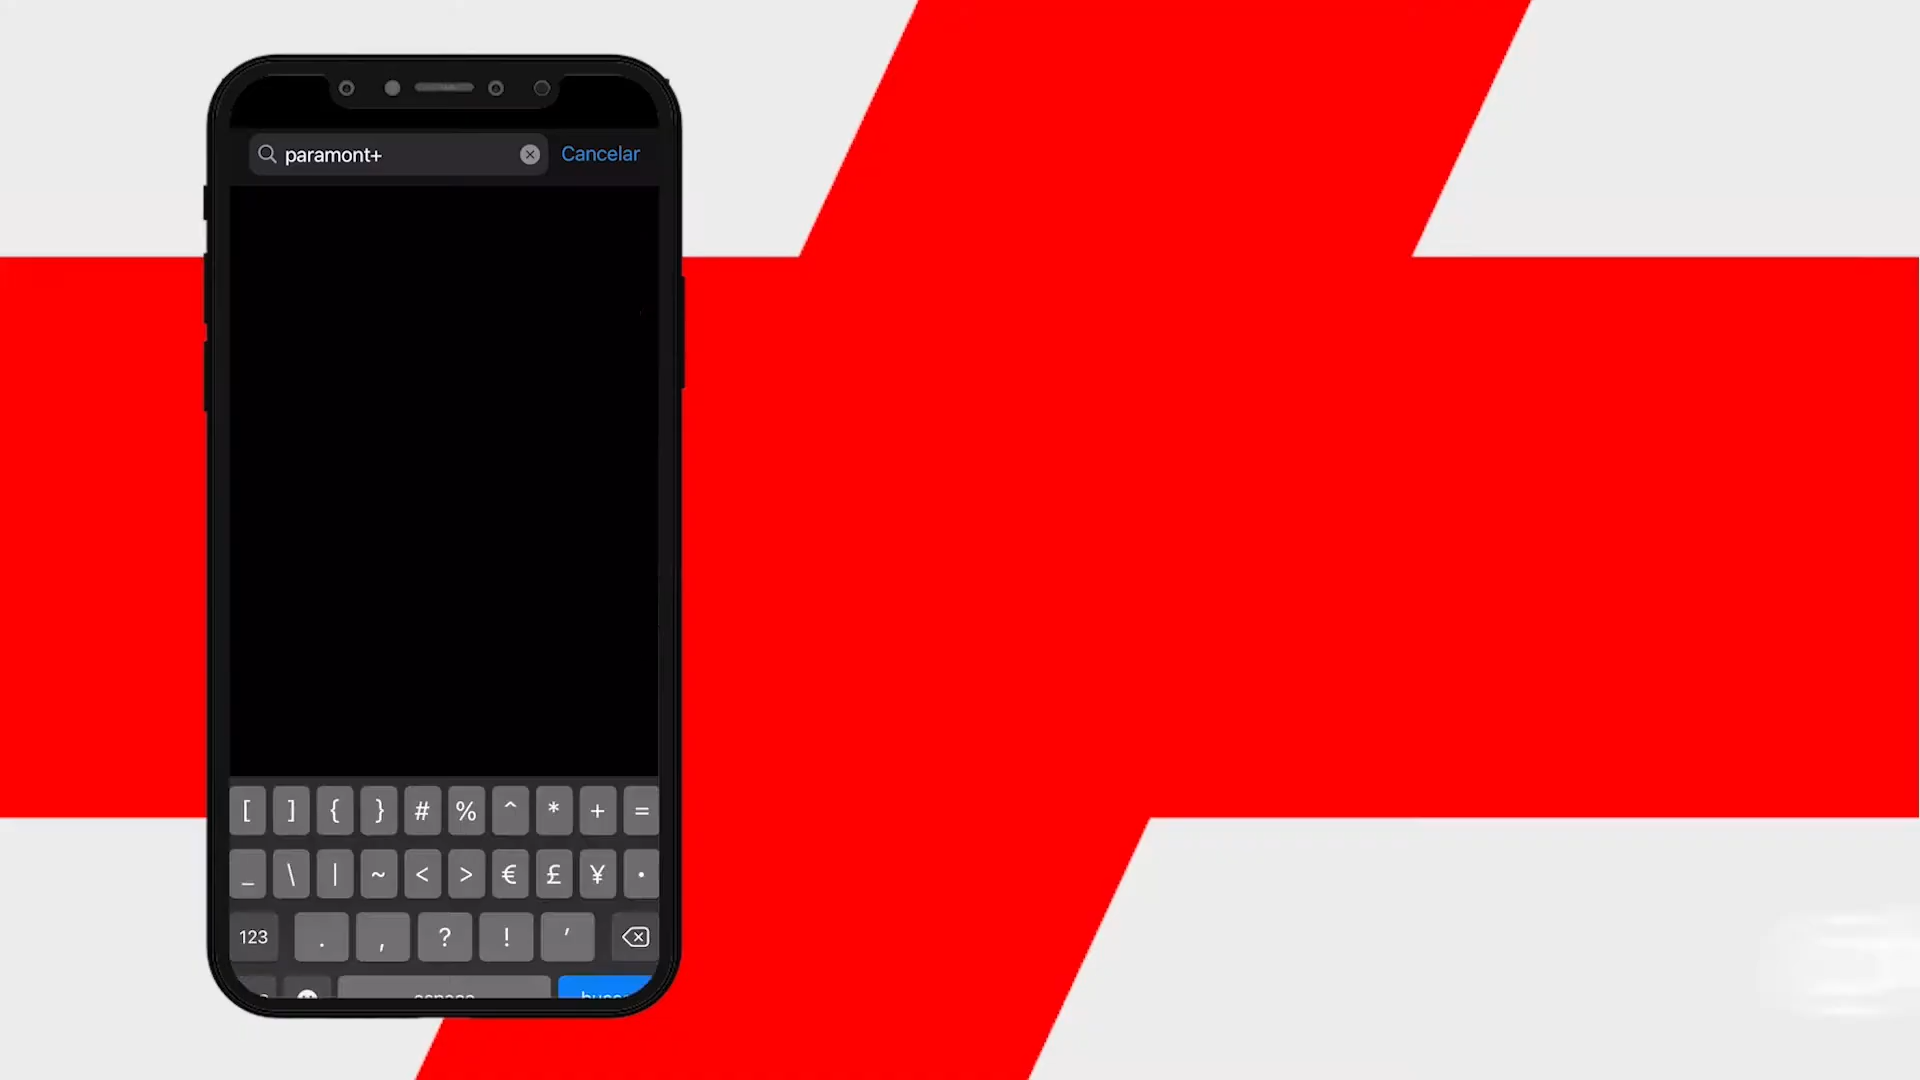 paramont+
Cancelar
[ ] { } # % ^ * + =
_ \ | ~ < > € £ ¥ •
123 . , ? ! ’